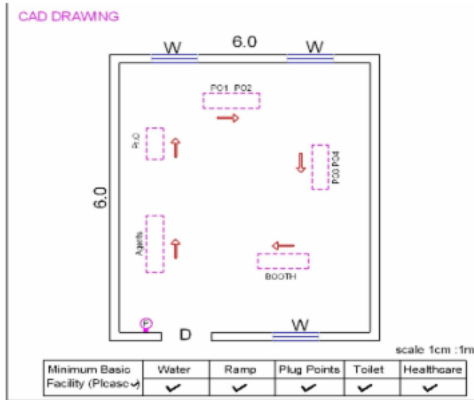 CAD DRAWING
W 6.0 W
PO1 PO2
PrO
PO3 PO4
6.0
Agents
BOOTH
P
D W
scale 1cm :1m
Minimum Basic Water Ramp Plug Points Toilet Healthcare
Facility (Please ✓) ✓ ✓ ✓ ✓ ✓